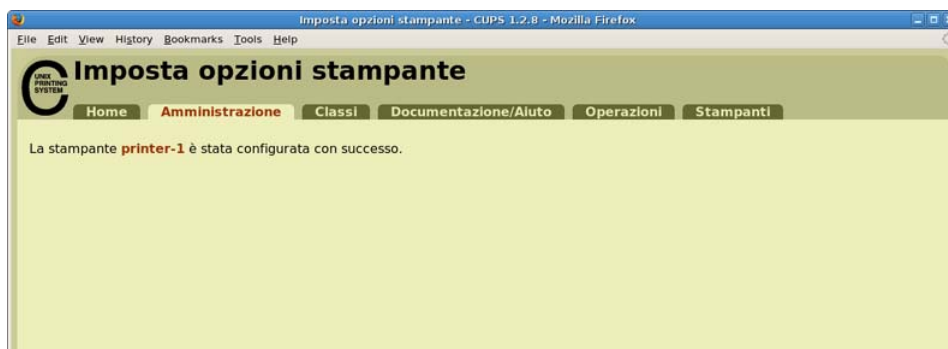 Imposta opzioni stampante - CUPS 1.2.8 - Mozilla Firefox
File Edit View History Bookmarks Tools Help
UNIX
PRINTING
SYSTEM
Imposta opzioni stampante
Home Amministrazione Classi Documentazione/Aiuto Operazioni Stampanti
La stampante printer-1 è stata configurata con successo.